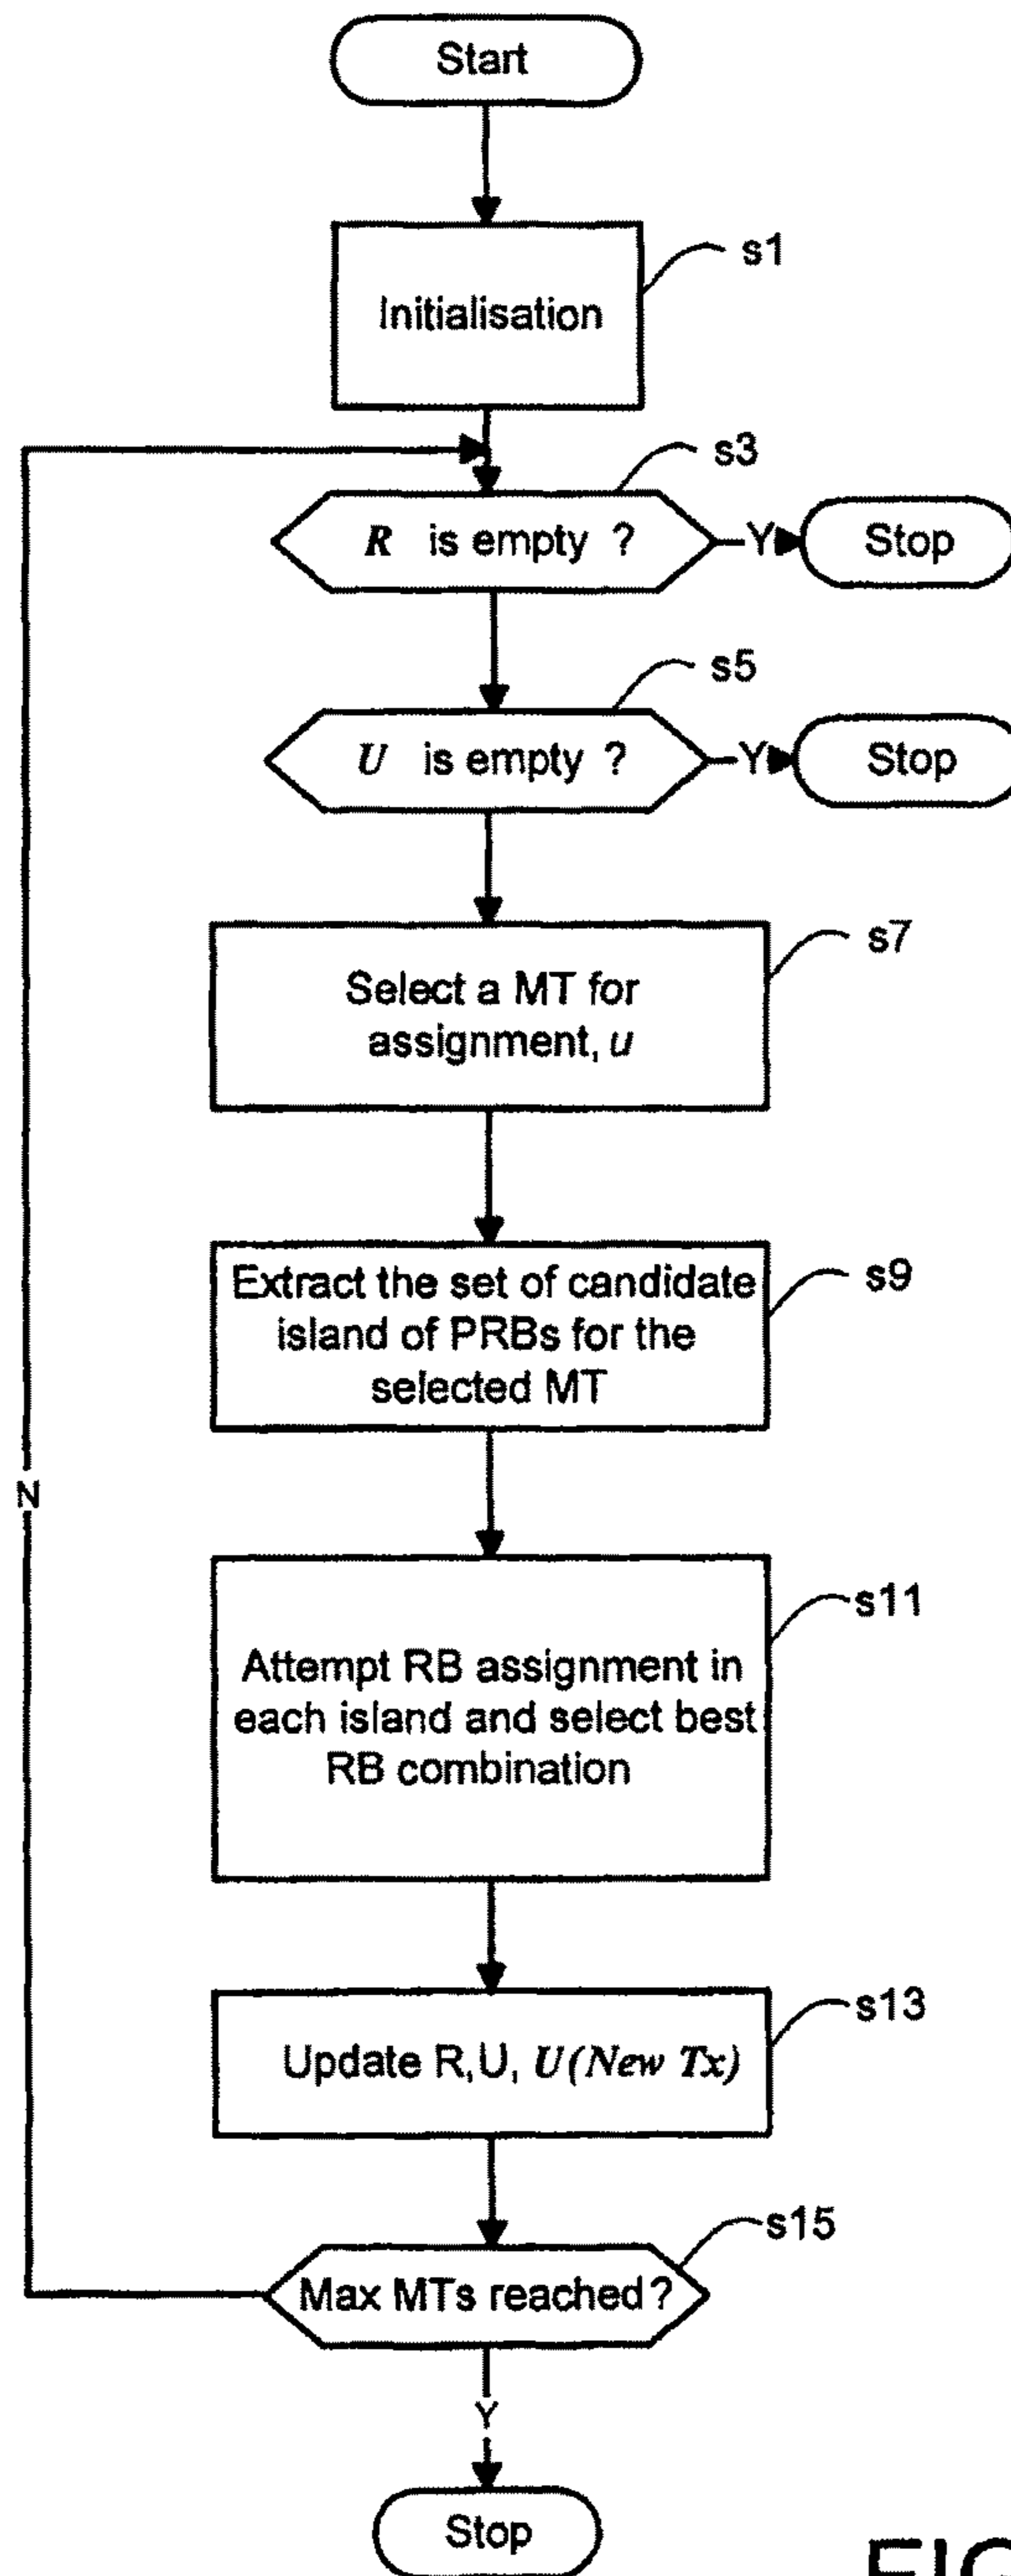 Start
s1
Initialisation
s3
R is empty ?
Y
Stop
s5
U is empty ?
Y
Stop
s7
Select a MT for
assignment, u
s9
Extract the set of candidate
island of PRBs for the
selected MT
N
s11
Attempt RB assignment in
each island and select best
RB combination
s13
Update R,U, U(New Tx)
s15
Max MTs reached ?
Y
Stop